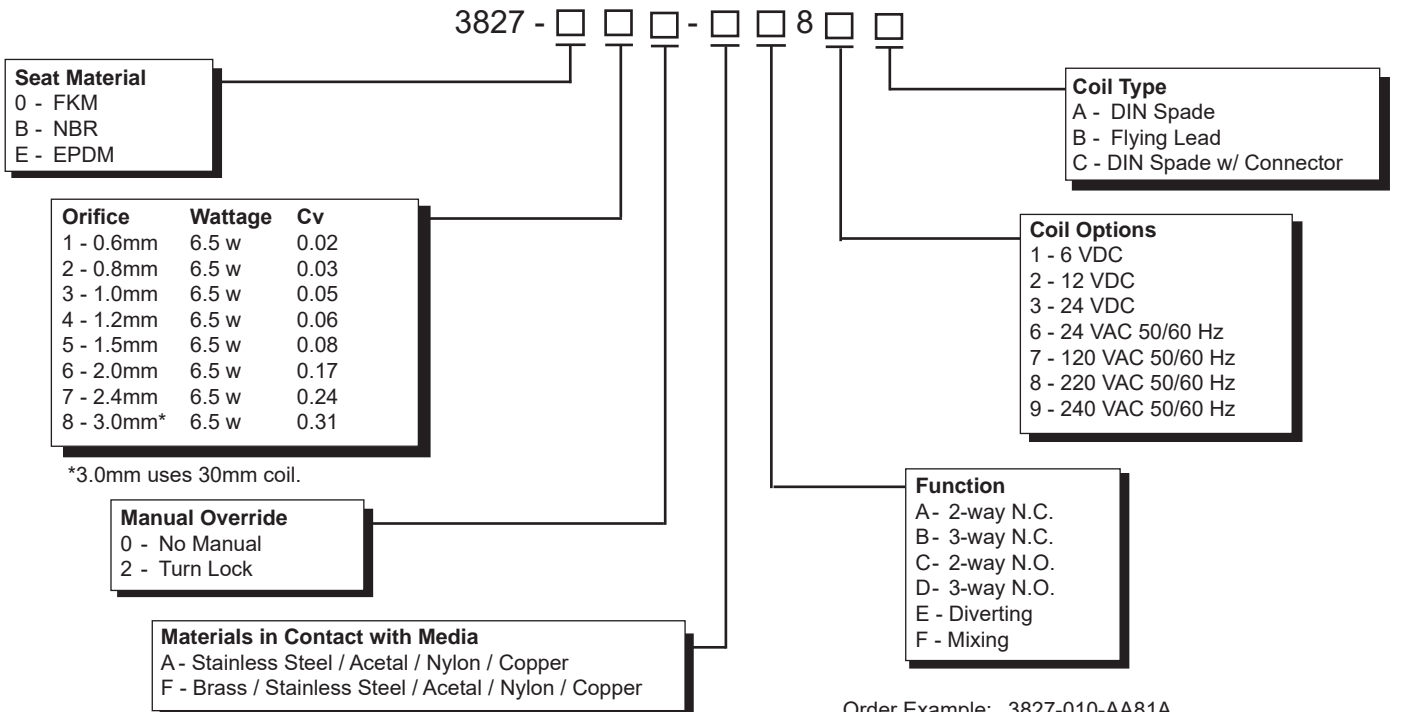 3827 - □ □ □ - □ □ 8 □ □
Seat Material
0 - FKM
B - NBR
E - EPDM
Coil Type
A - DIN Spade
B - Flying Lead
C - DIN Spade w/ Connector
Orifice Wattage Cv
1 - 0.6mm 6.5 w 0.02
2 - 0.8mm 6.5 w 0.03
3 - 1.0mm 6.5 w 0.05
4 - 1.2mm 6.5 w 0.06
5 - 1.5mm 6.5 w 0.08
6 - 2.0mm 6.5 w 0.17
7 - 2.4mm 6.5 w 0.24
8 - 3.0mm* 6.5 w 0.31
*3.0mm uses 30mm coil.
Coil Options
1 - 6 VDC
2 - 12 VDC
3 - 24 VDC
6 - 24 VAC 50/60 Hz
7 - 120 VAC 50/60 Hz
8 - 220 VAC 50/60 Hz
9 - 240 VAC 50/60 Hz
Manual Override
0 - No Manual
2 - Turn Lock
Function
A - 2-way N.C.
B - 3-way N.C.
C - 2-way N.O.
D - 3-way N.O.
E - Diverting
F - Mixing
Materials in Contact with Media
A - Stainless Steel / Acetal / Nylon / Copper
F - Brass / Stainless Steel / Acetal / Nylon / Copper
Order Example: 3827-010-AA81A